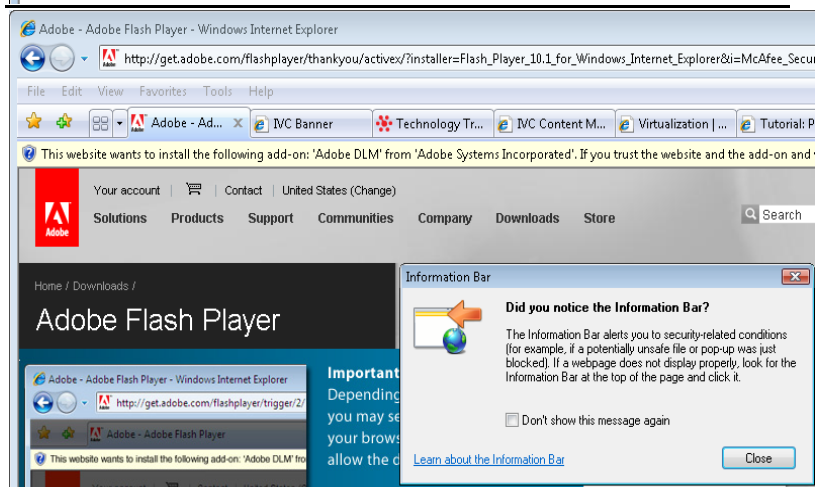 Adobe - Adobe Flash Player - Windows Internet Explorer
http://get.adobe.com/flashplayer/thankyou/activex/?installer=Flash_Player_10.1_for_Windows_Internet_Explorer&i=McAfee_Secur
File Edit View Favorites Tools Help
Adobe - Ad... X IVC Banner Technology Tr... IVC Content M... Virtualization | ... Tutorial: P
This website wants to install the following add-on: 'Adobe DLM' from 'Adobe Systems Incorporated'. If you trust the website and the add-on and
Your account | Contact | United States (Change)
Adobe
Solutions Products Support Communities Company Downloads Store
Search
Home / Downloads /
Adobe Flash Player
Information Bar
Did you notice the Information Bar?
The Information Bar alerts you to security-related conditions
(for example, if a potentially unsafe file or pop-up was just
blocked). If a webpage does not display properly, look for the
Information Bar at the top of the page and click it.
Don't show this message again
Learn about the Information Bar
Close
Important
Depending
you may se
your brows
allow the d
Adobe - Adobe Flash Player - Windows Internet Explorer
http://get.adobe.com/flashplayer/trigger/2/
Adobe - Adobe Flash Player
This website wants to install the following add-on: 'Adobe DLM' fro